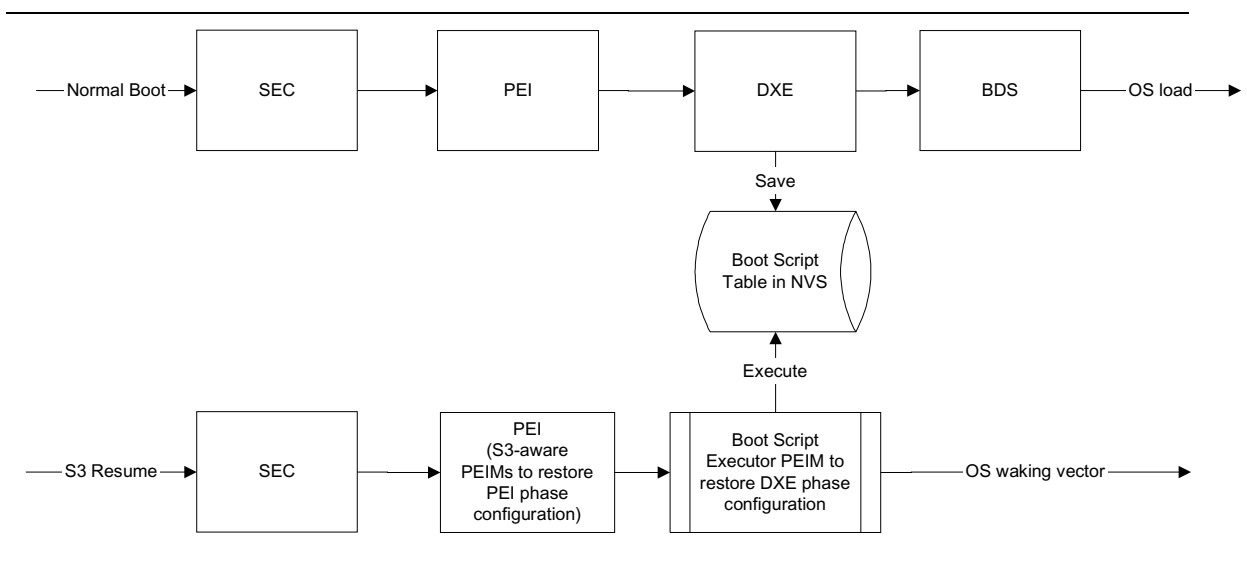 Normal Boot
SEC
PEI
DXE
BDS
OS load
Save
Boot Script
Table in NVS
Execute
S3 Resume
SEC
PEI
(S3-aware
PEIMs to restore
PEI phase
configuration)
Boot Script
Executor PEIM to
restore DXE phase
configuration
OS waking vector